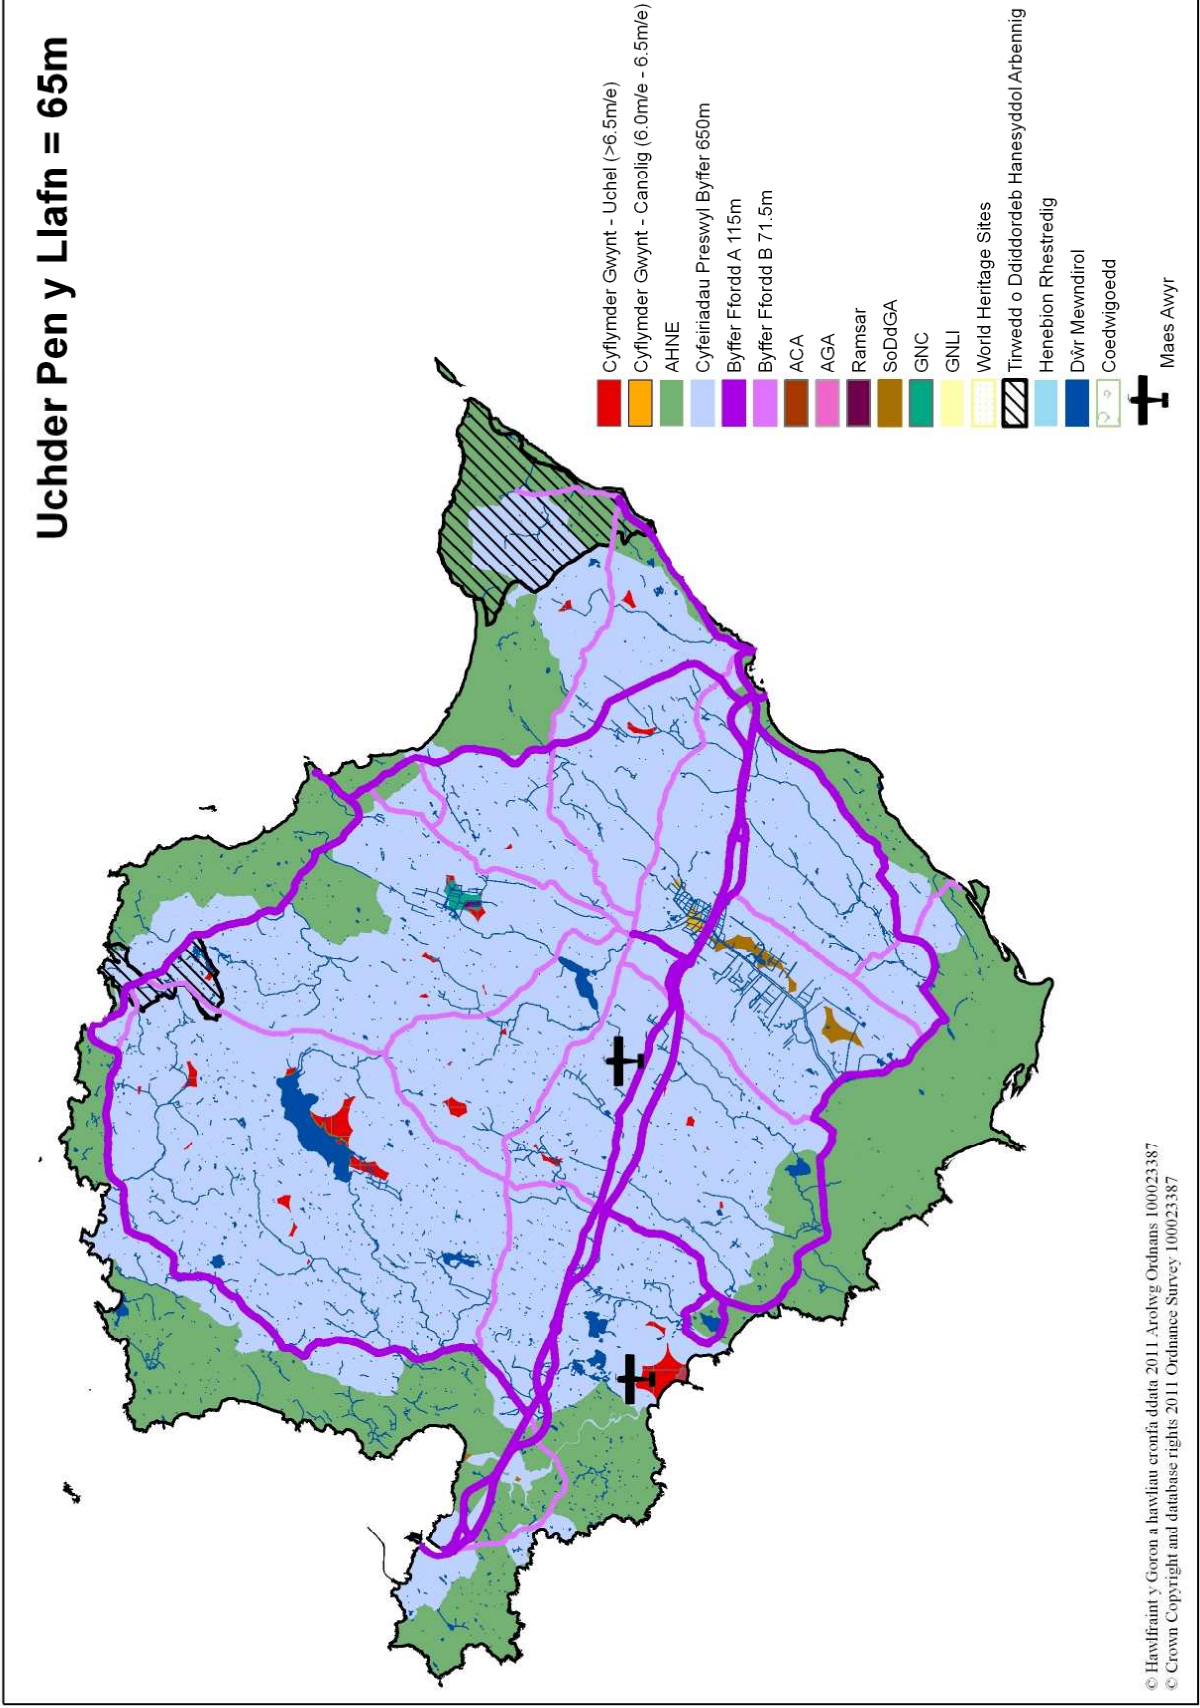 Uchder Pen y Llafn = 65m
Cyflymder Gwynt - Uchel (>6.5m/e)
Cyflymder Gwynt - Canolig (6.0m/e - 6.5m/e)
AHNE
Cyfeiriadau Preswyl Byffer 650m
Byffer Ffordd A 115m
Byffer Ffordd B 71.5m
ACA
AGA
Ramsar
SoDdGA
GNC
GNLl
World Heritage Sites
Tirwedd o Ddiddordeb Hanesyddol Arbennig
Henebion Rhestredig
Dŵr Mewndirol
Coedwigoedd
Maes Awyr
© Hawlfraint y Goron a hawliau cronfa ddata 2011 Arolwg Ordnans 100023387
© Crown Copyright and database rights 2011 Ordnance Survey 100023387